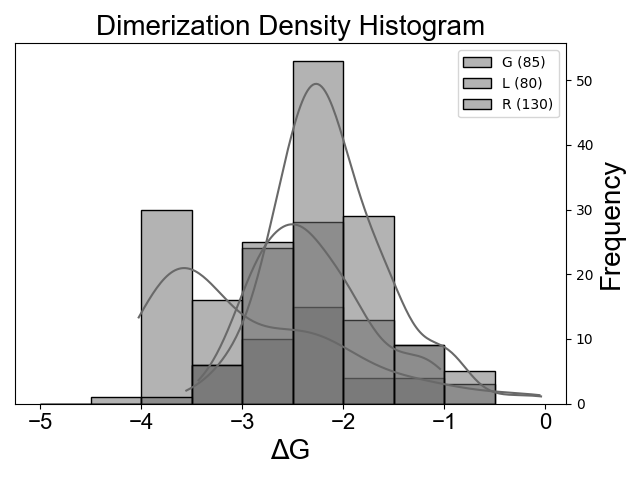 Dimerization Density Histogram
G (85)
L (80)
R (130)
50
40
30
20
10
0
Frequency
−5 −4 −3 −2 −1 0
ΔG